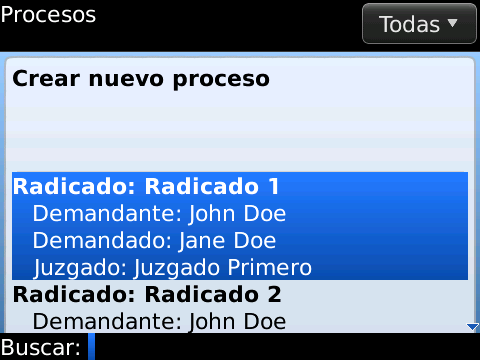 Procesos
Todas
Crear nuevo proceso
Radicado: Radicado 1
Demandante: John Doe
Demandado: Jane Doe
Juzgado: Juzgado Primero
Radicado: Radicado 2
Demandante: John Doe
Buscar: